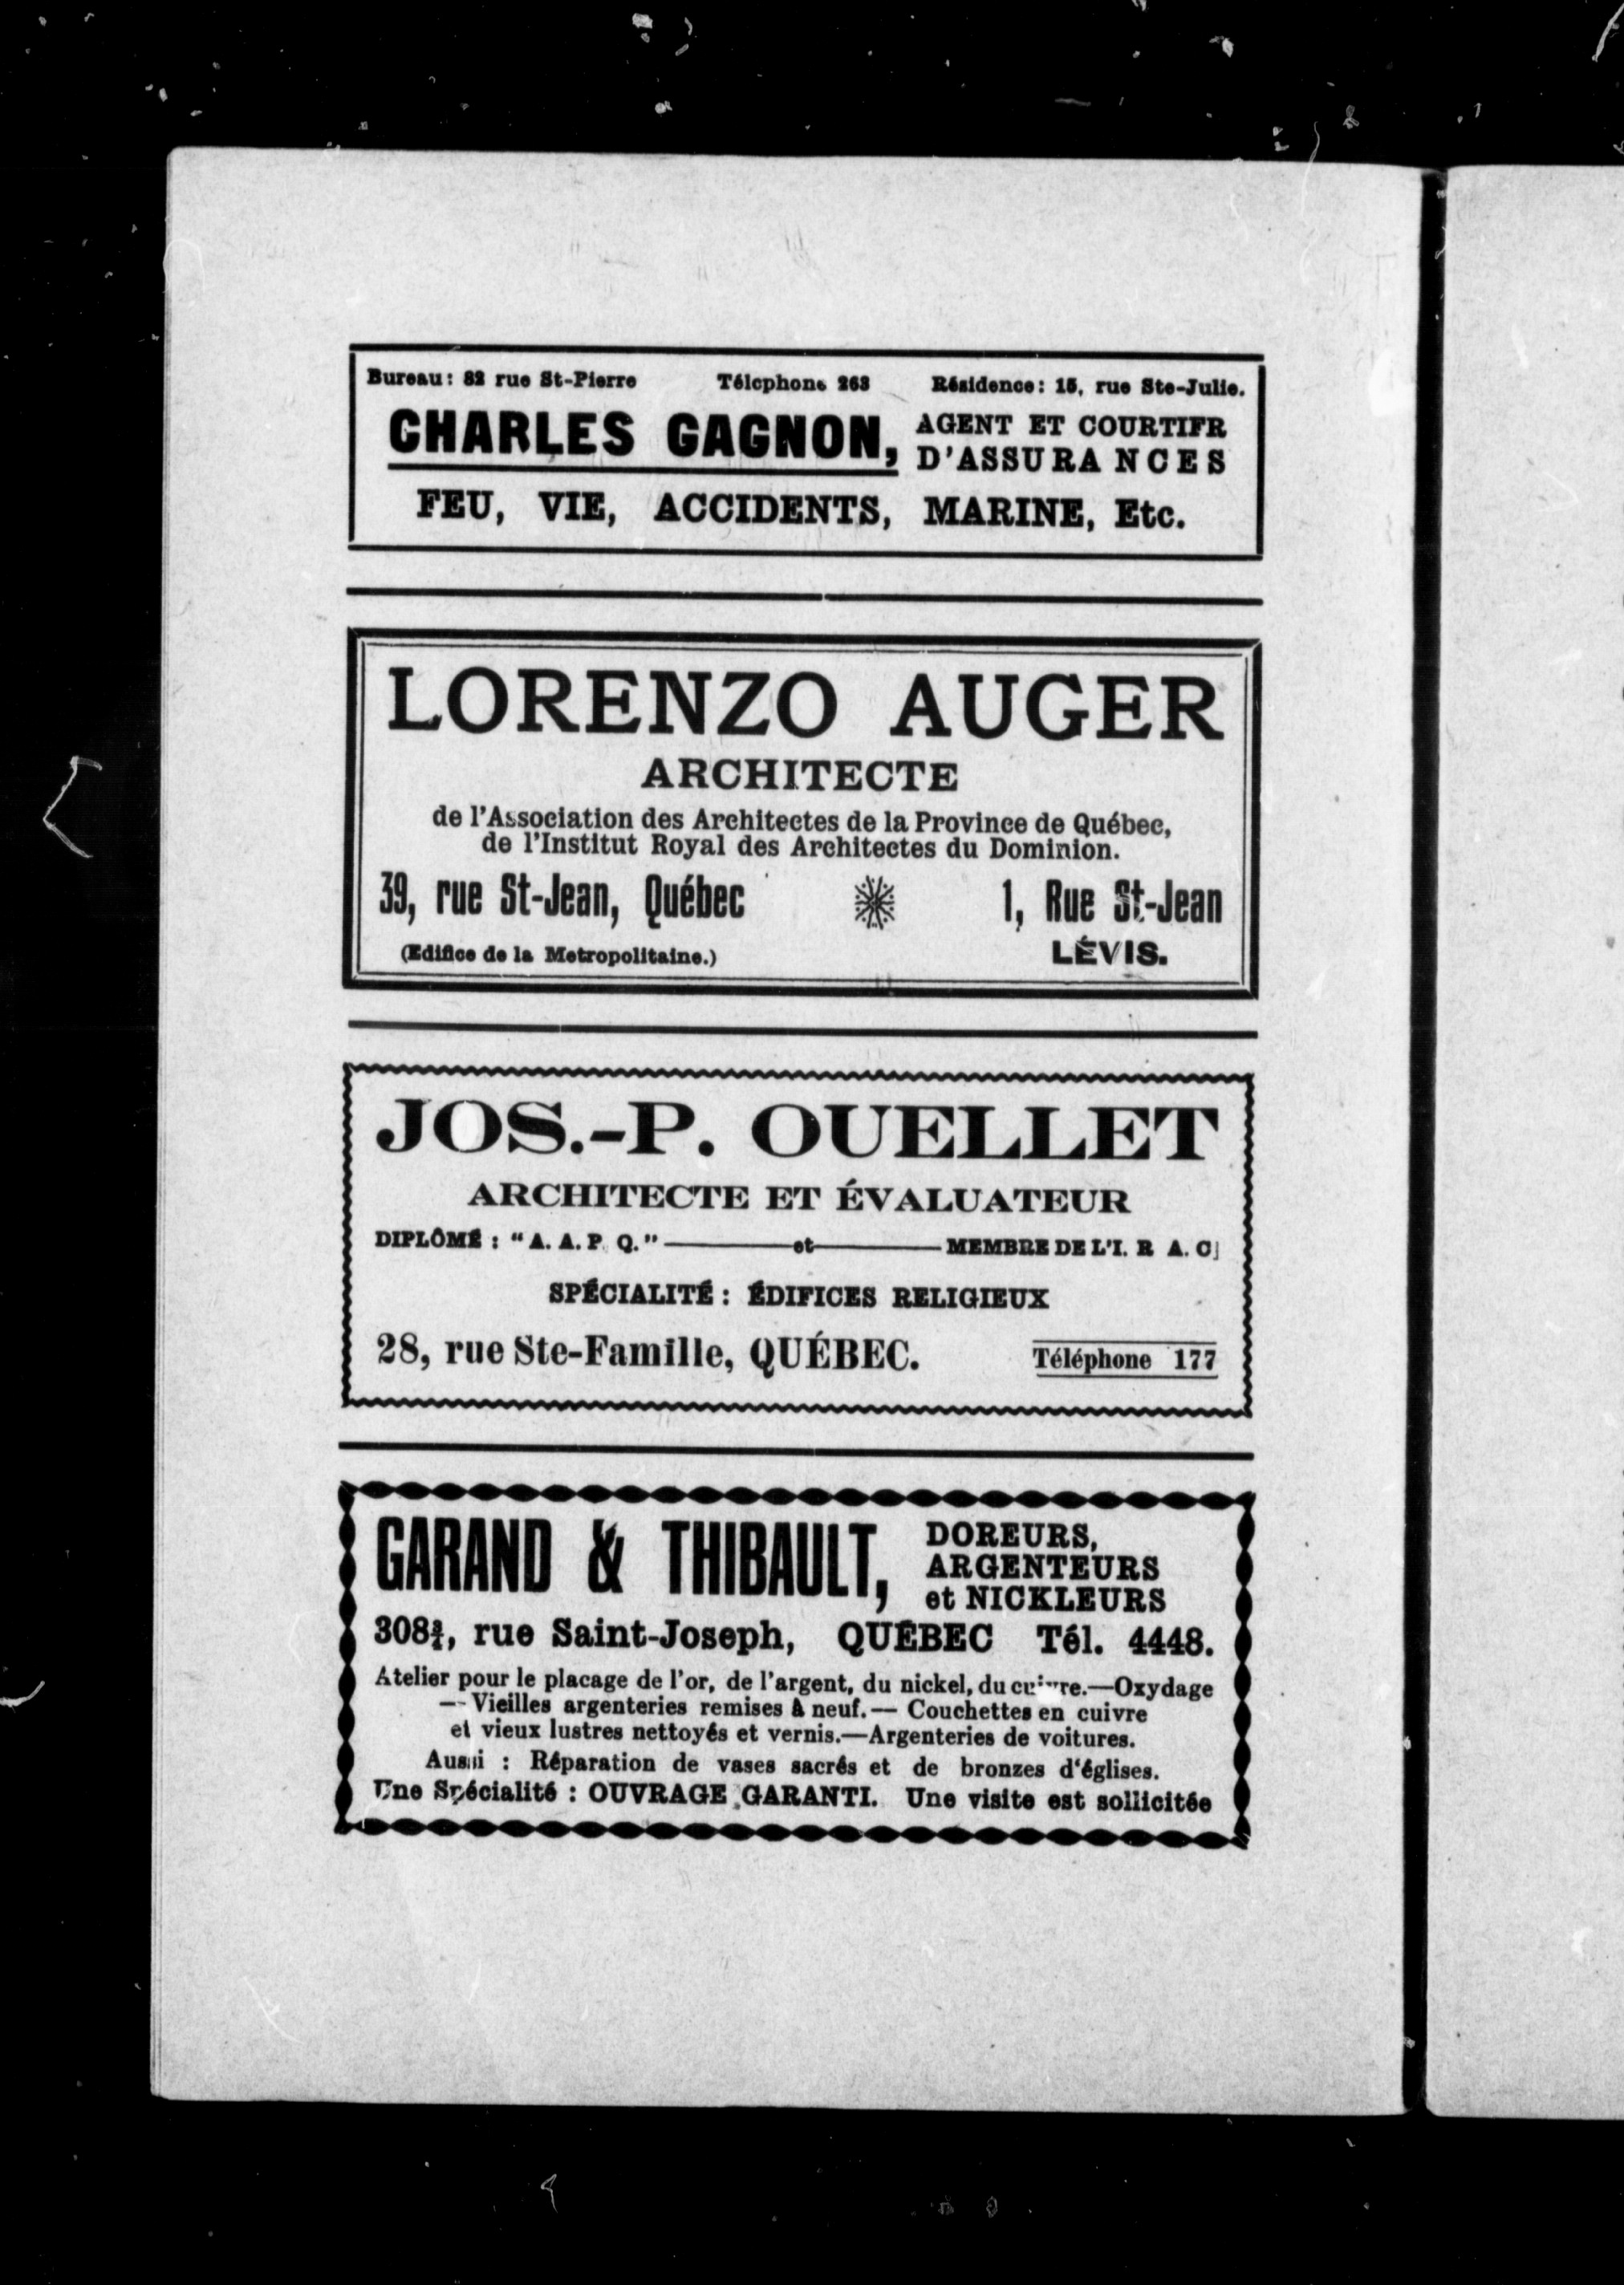 Bureau: 82 rue St-Pierre Télephone 263 Résidence: 15, rue Ste-Julie.
CHARLES GAGNON, AGENT ET COURTIER
D'ASSURANCES
FEU, VIE, ACCIDENTS, MARINE, Etc.
LORENZO AUGER
ARCHITECTE
de l'Association des Architectes de la Province de Québec,
de l'Institut Royal des Architectes du Dominion.
39, rue St-Jean, Québec 1, Rue St-Jean
(Edifice de la Metropolitaine.) LÉVIS.
JOS.-P. OUELLET
ARCHITECTE ET ÉVALUATEUR
DIPLÔMÉ : "A. A. P. Q." — et — MEMBRE DE L'I. R. A. C.
SPÉCIALITÉ : ÉDIFICES RELIGIEUX
28, rue Ste-Famille, QUÉBEC. Téléphone 177
GARAND & THIBAULT, DOREURS,
ARGENTEURS
et NICKLEURS
308¾, rue Saint-Joseph, QUÉBEC Tél. 4448.
Atelier pour le placage de l'or, de l'argent, du nickel, du cuivre.—Oxydage
—Vieilles argenteries remises à neuf.— Couchettes en cuivre
et vieux lustres nettoyés et vernis.—Argenteries de voitures.
Aussi : Réparation de vases sacrés et de bronzes d'églises.
Une Spécialité : OUVRAGE GARANTI. Une visite est sollicitée